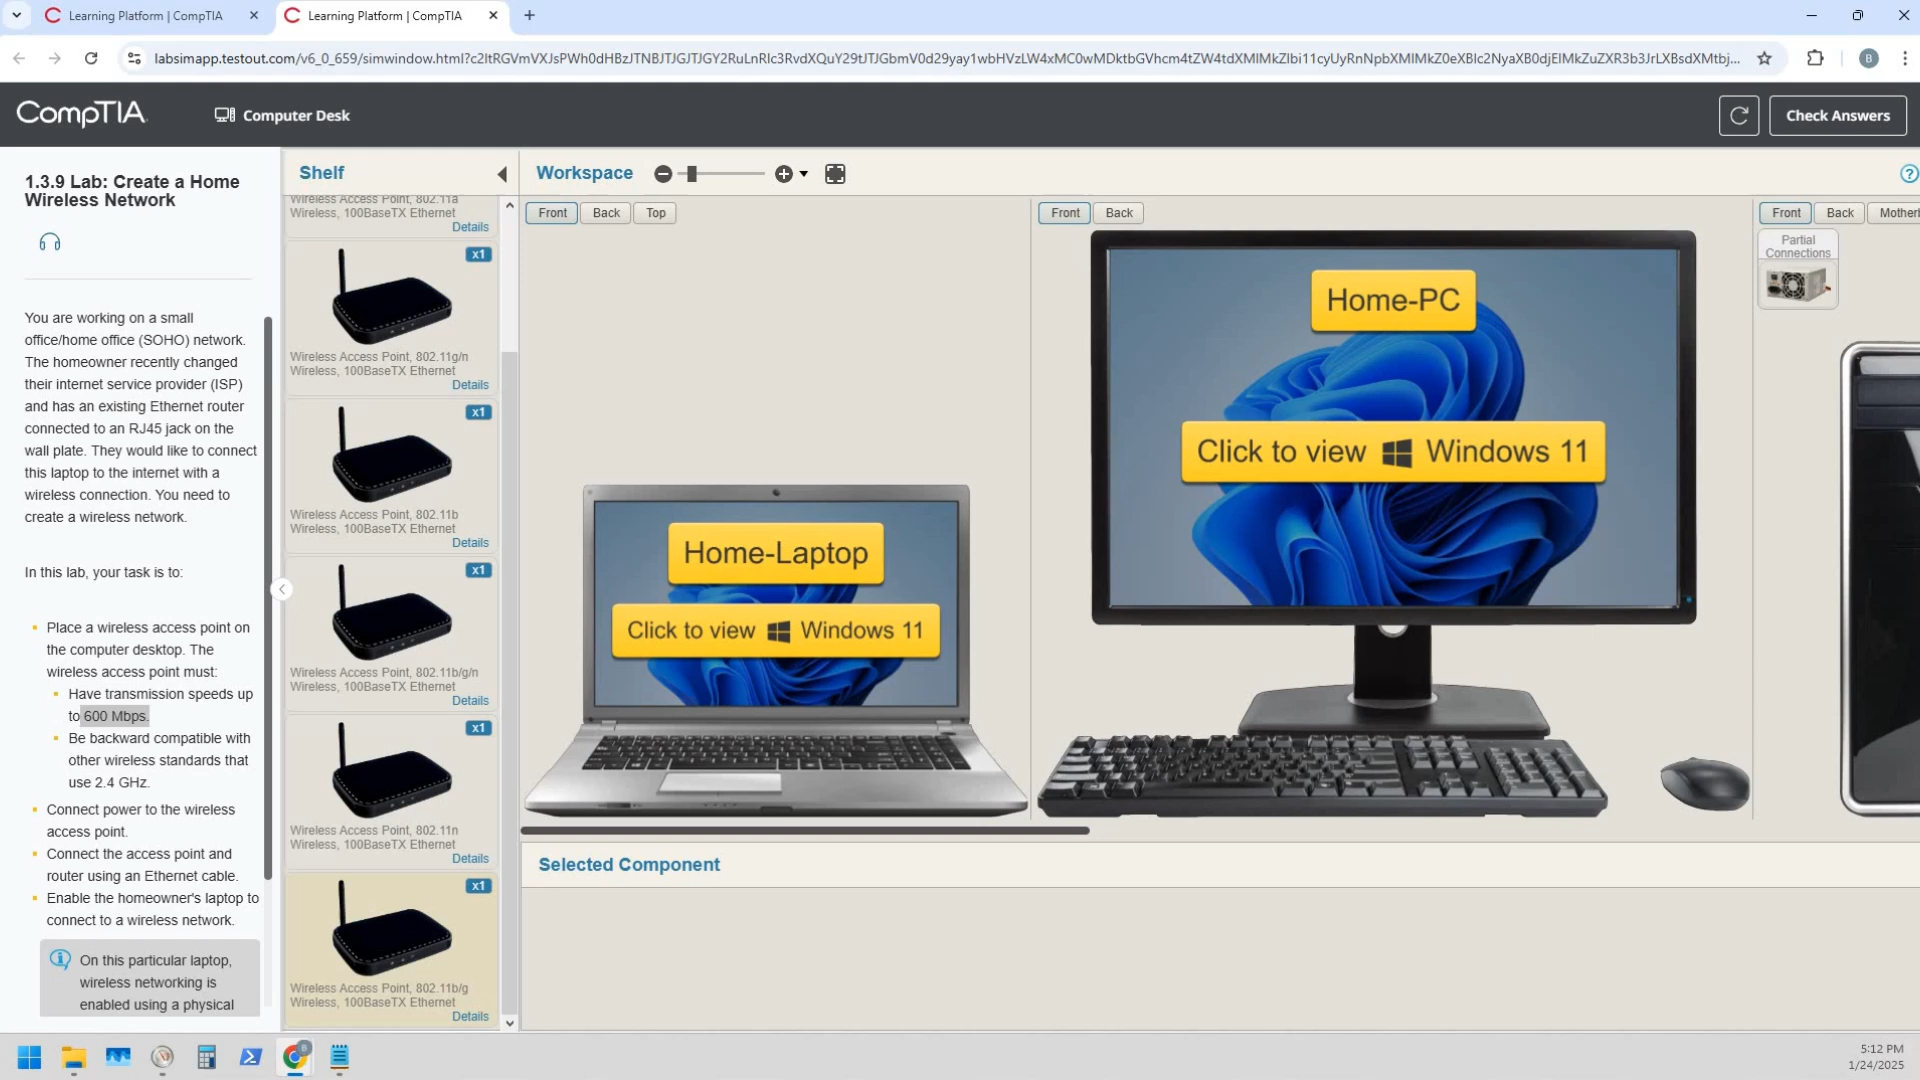 Learning Platform | CompTIA
Learning Platform | CompTIA
labsimapp.testout.com/v6_0_659/simwindow.html?c2ltRGVmVXJsPWh0dHBzJTNBJTJGJTJGY2RuLnRlc3RvdXQuY29tJTJGbmV0d29yay1wbHVzLW4xMC0wMDktbGVhcm4tZW4tdXMlMkZlbi11cyUyRnNpbXMlMkZ0eXBlc2NyaXB0djElMkZuZXR3b3JrLXBsdXMtbj...
B
CompTIA
Computer Desk
Check Answers
1.3.9 Lab: Create a Home
Wireless Network
You are working on a small
office/home office (SOHO) network.
The homeowner recently changed
their internet service provider (ISP)
and has an existing Ethernet router
connected to an RJ45 jack on the
wall plate. They would like to connect
this laptop to the internet with a
wireless connection. You need to
create a wireless network.
In this lab, your task is to:
Place a wireless access point on
the computer desktop. The
wireless access point must:
Have transmission speeds up
to 600 Mbps.
Be backward compatible with
other wireless standards that
use 2.4 GHz.
Connect power to the wireless
access point.
Connect the access point and
router using an Ethernet cable.
Enable the homeowner's laptop to
connect to a wireless network.
On this particular laptop,
wireless networking is
enabled using a physical
Shelf
Wireless Access Point, 802.11a
Wireless, 100BaseTX Ethernet
Details
x1
Wireless Access Point, 802.11g/n
Wireless, 100BaseTX Ethernet
Details
x1
Wireless Access Point, 802.11b
Wireless, 100BaseTX Ethernet
Details
x1
Wireless Access Point, 802.11b/g/n
Wireless, 100BaseTX Ethernet
Details
x1
Wireless Access Point, 802.11n
Wireless, 100BaseTX Ethernet
Details
x1
Wireless Access Point, 802.11b/g
Wireless, 100BaseTX Ethernet
Details
Workspace
?
Front Back Top
Home-Laptop
Click to view Windows 11
Front Back
Home-PC
Click to view Windows 11
Front Back Mother
Partial
Connections
Selected Component
5:12 PM
1/24/2025